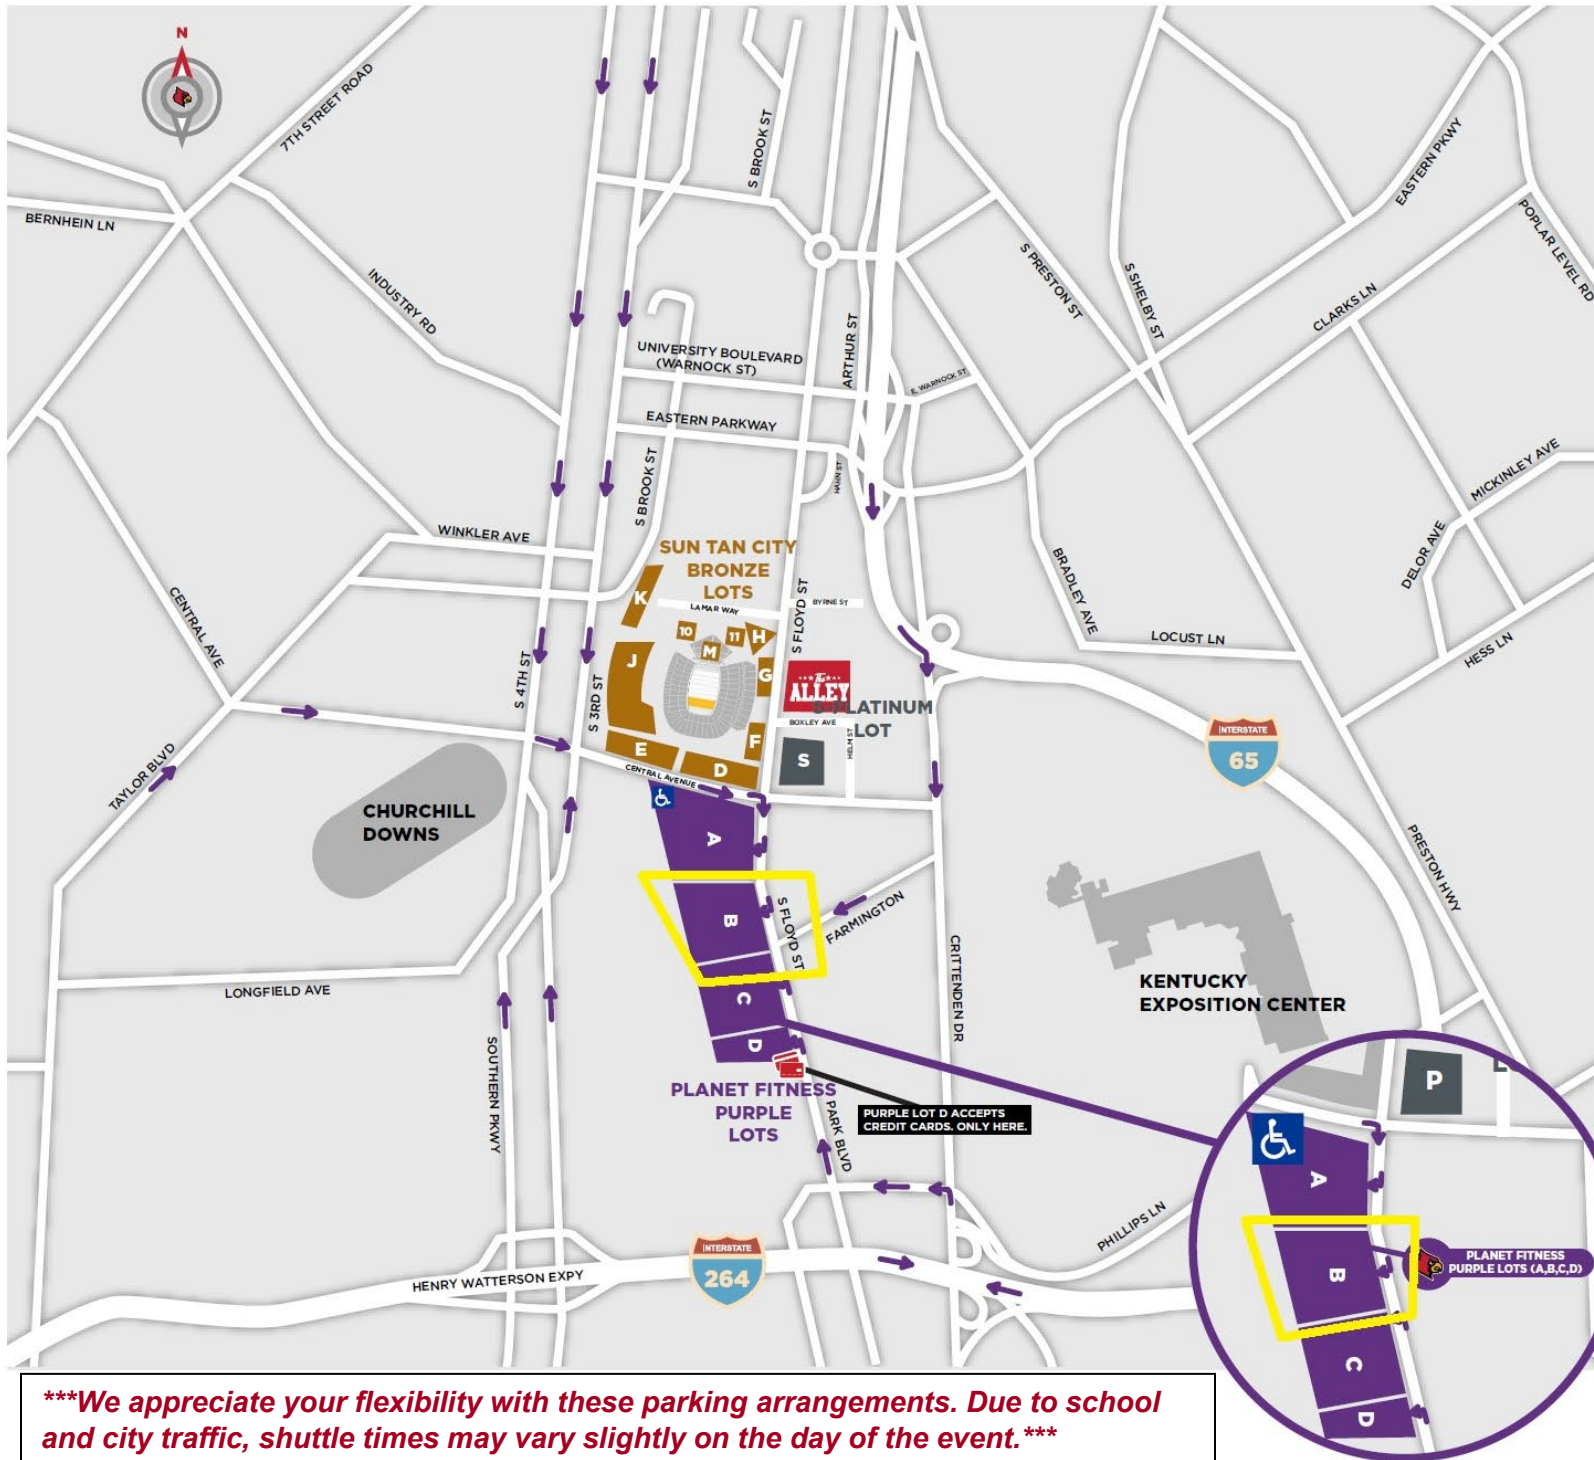 N
7TH STREET ROAD
BERNHEIN LN
INDUSTRY RD
S BROOK ST
UNIVERSITY BOULEVARD
(WARNOCK ST)
ARTHUR ST
E. WARNOCK ST
S PRESTON ST
S SHELBY ST
EASTERN PKWY
POPLAR LEVEL RD
CLARKS LN
EASTERN PARKWAY
HAHN ST
S BROOK ST
WINKLER AVE
MICKINLEY AVE
DELOR AVE
BRADLEY AVE
LOCUST LN
HESS LN
CENTRAL AVE
SUN TAN CITY
BRONZE
LOTS
K
LAMAR WAY
BYRNE ST
S FLOYD ST
10
11
H
M
J
G
The
ALLEY
S PLATINUM
LOT
BOXLEY AVE
HELM ST
S 4TH ST
S 3RD ST
E
D
F
S
CENTRAL AVENUE
TAYLOR BLVD
CHURCHILL
DOWNS
INTERSTATE
65
PRESTON HWY
A
B
C
D
S FLOYD ST
FARMINGTON
CRITTENDEN DR
KENTUCKY
EXPOSITION CENTER
LONGFIELD AVE
SOUTHERN PKWY
PLANET FITNESS
PURPLE
LOTS
PURPLE LOT D ACCEPTS
CREDIT CARDS. ONLY HERE.
PARK BLVD
PHILLIPS LN
HENRY WATTERSON EXPY
INTERSTATE
264
P
A
B
C
D
PLANET FITNESS
PURPLE LOTS (A,B,C,D)
***We appreciate your flexibility with these parking arrangements. Due to school
and city traffic, shuttle times may vary slightly on the day of the event.***